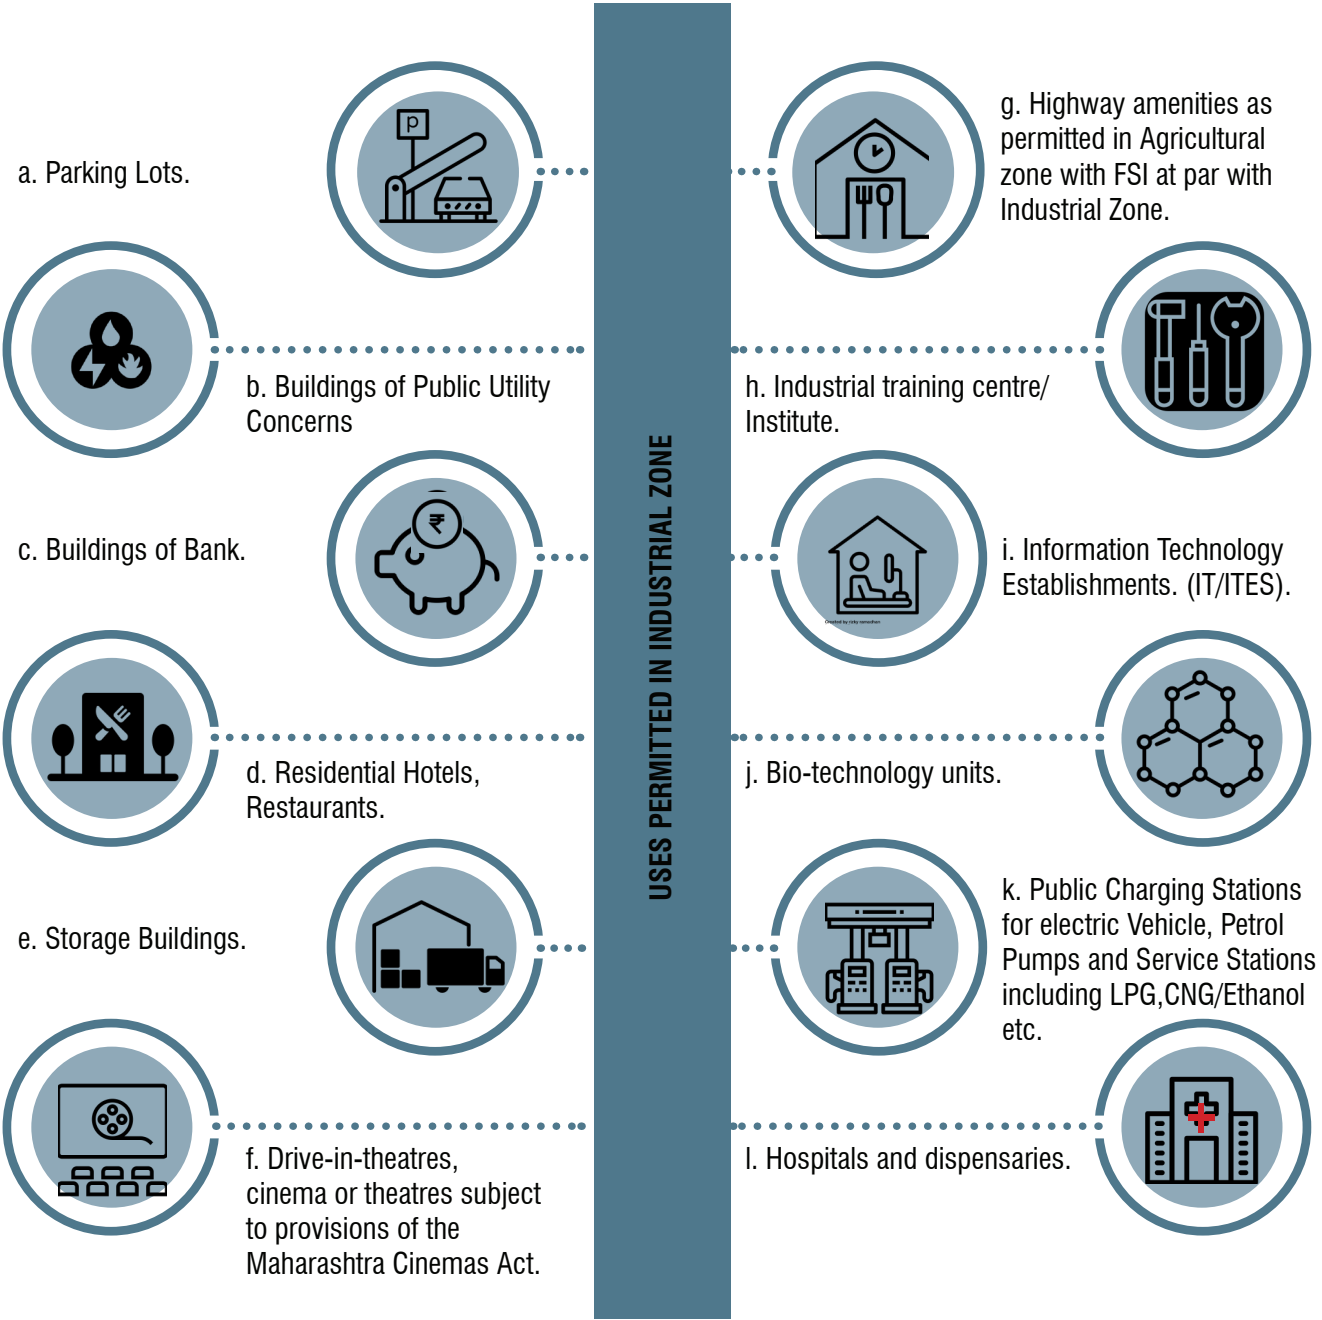 p
a. Parking Lots.
b. Buildings of Public Utility
Concerns
₹
c. Buildings of Bank.
d. Residential Hotels,
Restaurants.
e. Storage Buildings.
f. Drive-in-theatres,
cinema or theatres subject
to provisions of the
Maharashtra Cinemas Act.
USES PERMITTED IN INDUSTRIAL ZONE
g. Highway amenities as
permitted in Agricultural
zone with FSI at par with
Industrial Zone.
h. Industrial training centre/
Institute.
i. Information Technology
Establishments. (IT/ITES).
Created by ricky romadhan
j. Bio-technology units.
k. Public Charging Stations
for electric Vehicle, Petrol
Pumps and Service Stations
including LPG,CNG/Ethanol
etc.
l. Hospitals and dispensaries.